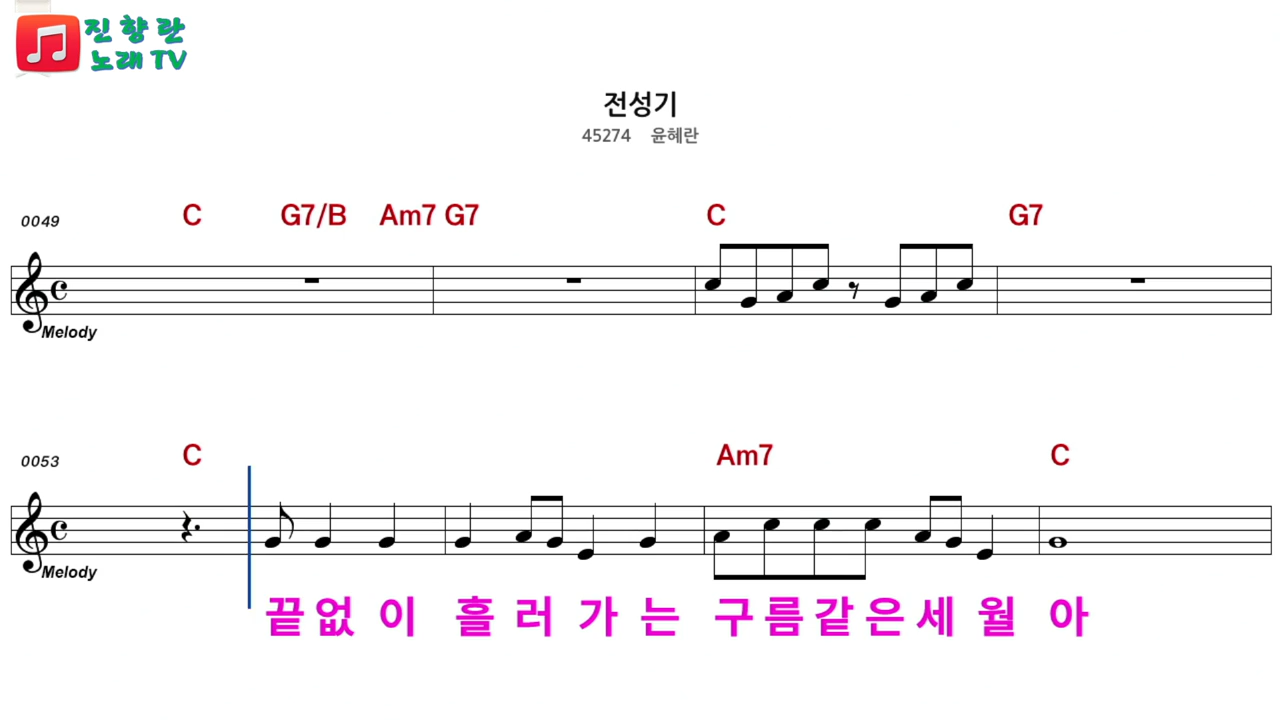 진향란
노래 TV
전성기
45274 윤혜란
0049 C G7/B Am7 G7 C G7
Melody
0053 C Am7 C
Melody
끝없이 흘러가는 구름같은세월 아